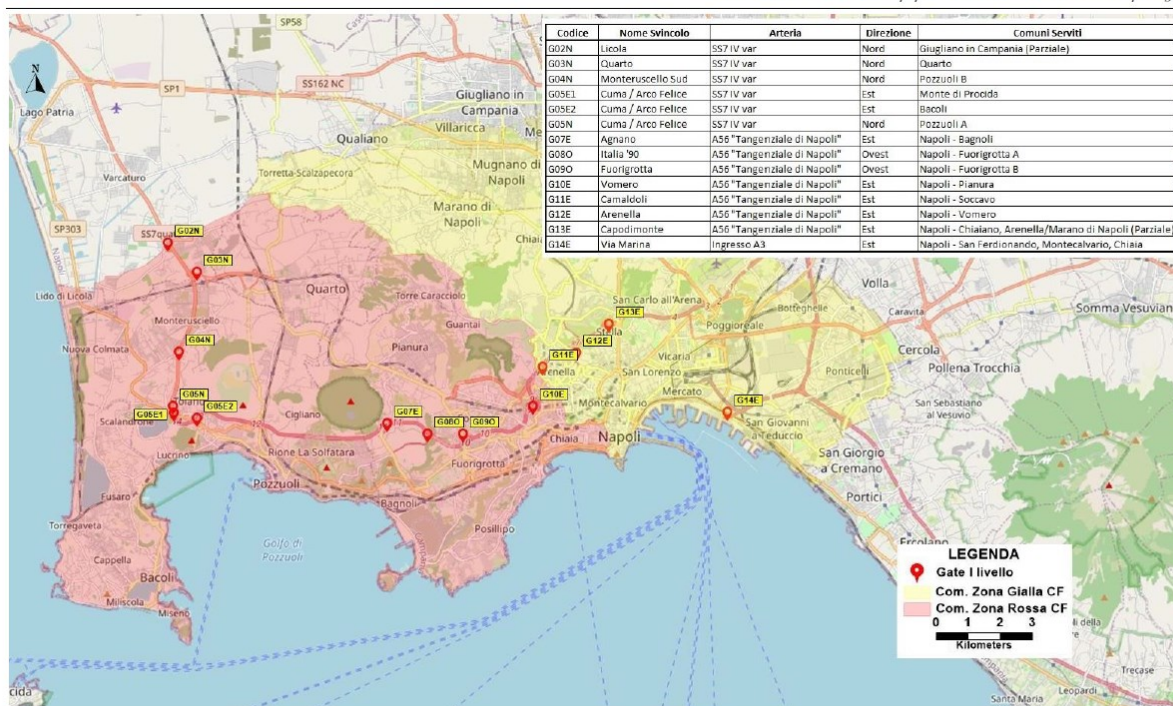 Codice Nome Svincolo Arteria Direzione Comuni Serviti
G02N Licola SS7 IV var Nord Giugliano in Campania (Parziale)
G03N Quarto SS7 IV var Nord Quarto
G04N Monteruscello Sud SS7 IV var Nord Pozzuoli B
G05E1 Cuma / Arco Felice SS7 IV var Est Monte di Procida
G05E2 Cuma / Arco Felice SS7 IV var Est Bacoli
G05N Cuma / Arco Felice SS7 IV var Nord Pozzuoli A
G07E Agnano A56 "Tangenziale di Napoli" Est Napoli - Bagnoli
G08O Italia '90 A56 "Tangenziale di Napoli" Ovest Napoli - Fuorigrotta A
G09O Fuorigrotta A56 "Tangenziale di Napoli" Ovest Napoli - Fuorigrotta B
G10E Vomero A56 "Tangenziale di Napoli" Est Napoli - Pianura
G11E Camaldoli A56 "Tangenziale di Napoli" Est Napoli - Soccavo
G12E Arenella A56 "Tangenziale di Napoli" Est Napoli - Vomero
G13E Capodimonte A56 "Tangenziale di Napoli" Est Napoli - Chiaiano, Arenella/Marano di Napoli (Parziale)
G14E Via Marina Ingresso A3 Est Napoli - San Ferdinando, Montecalvario, Chiaia
SP58
N
SS162 NC
SP1
Lago Patria
Giugliano in
Campania
Villaricca
Qualiano
Mugnano di
Napoli
Torretta-Scalzapecora
Varcaturo
Marano di
Napoli
SP303
SS7qua
G02N
G03N
Lido di Licola
Quarto
Torre Caracciolo
San Carlo all'Arena
Botteghelle
Volla
Caravita
Somma Vesuvian
Monterusciello
Guantai
G13E
Stella
Poggioreale
Nuova Colmata
G04N
Pianura
G12E
G11E
Vicaria
Cercola
San Lorenzo
Ponticelli
Pollena Trocchia
G05N
G05E1
G05E2
Scalandrone
Cigliano
G10E
Montecalvario
Mercato
G14E
San Sebastiano
al Vesuvio
G07E
G08O
G09O
Chiaia
Napoli
San Giovanni
a Teduccio
Lucrino
Rione La Solfatara
Fuorigrotta
San Giorgio
a Cremano
Fusaro
Pozzuoli
Bagnoli
Portici
Torregaveta
Posillipo
Golfo di
Pozzuoli
Ercolano
Cappella
Bacoli
Miliscola
Miseno
LEGENDA
Gate I livello
Com. Zona Gialla CF
Com. Zona Rossa CF
0 1 2 3
Kilometers
Trecase
Leopardi
Santa Maria
cida